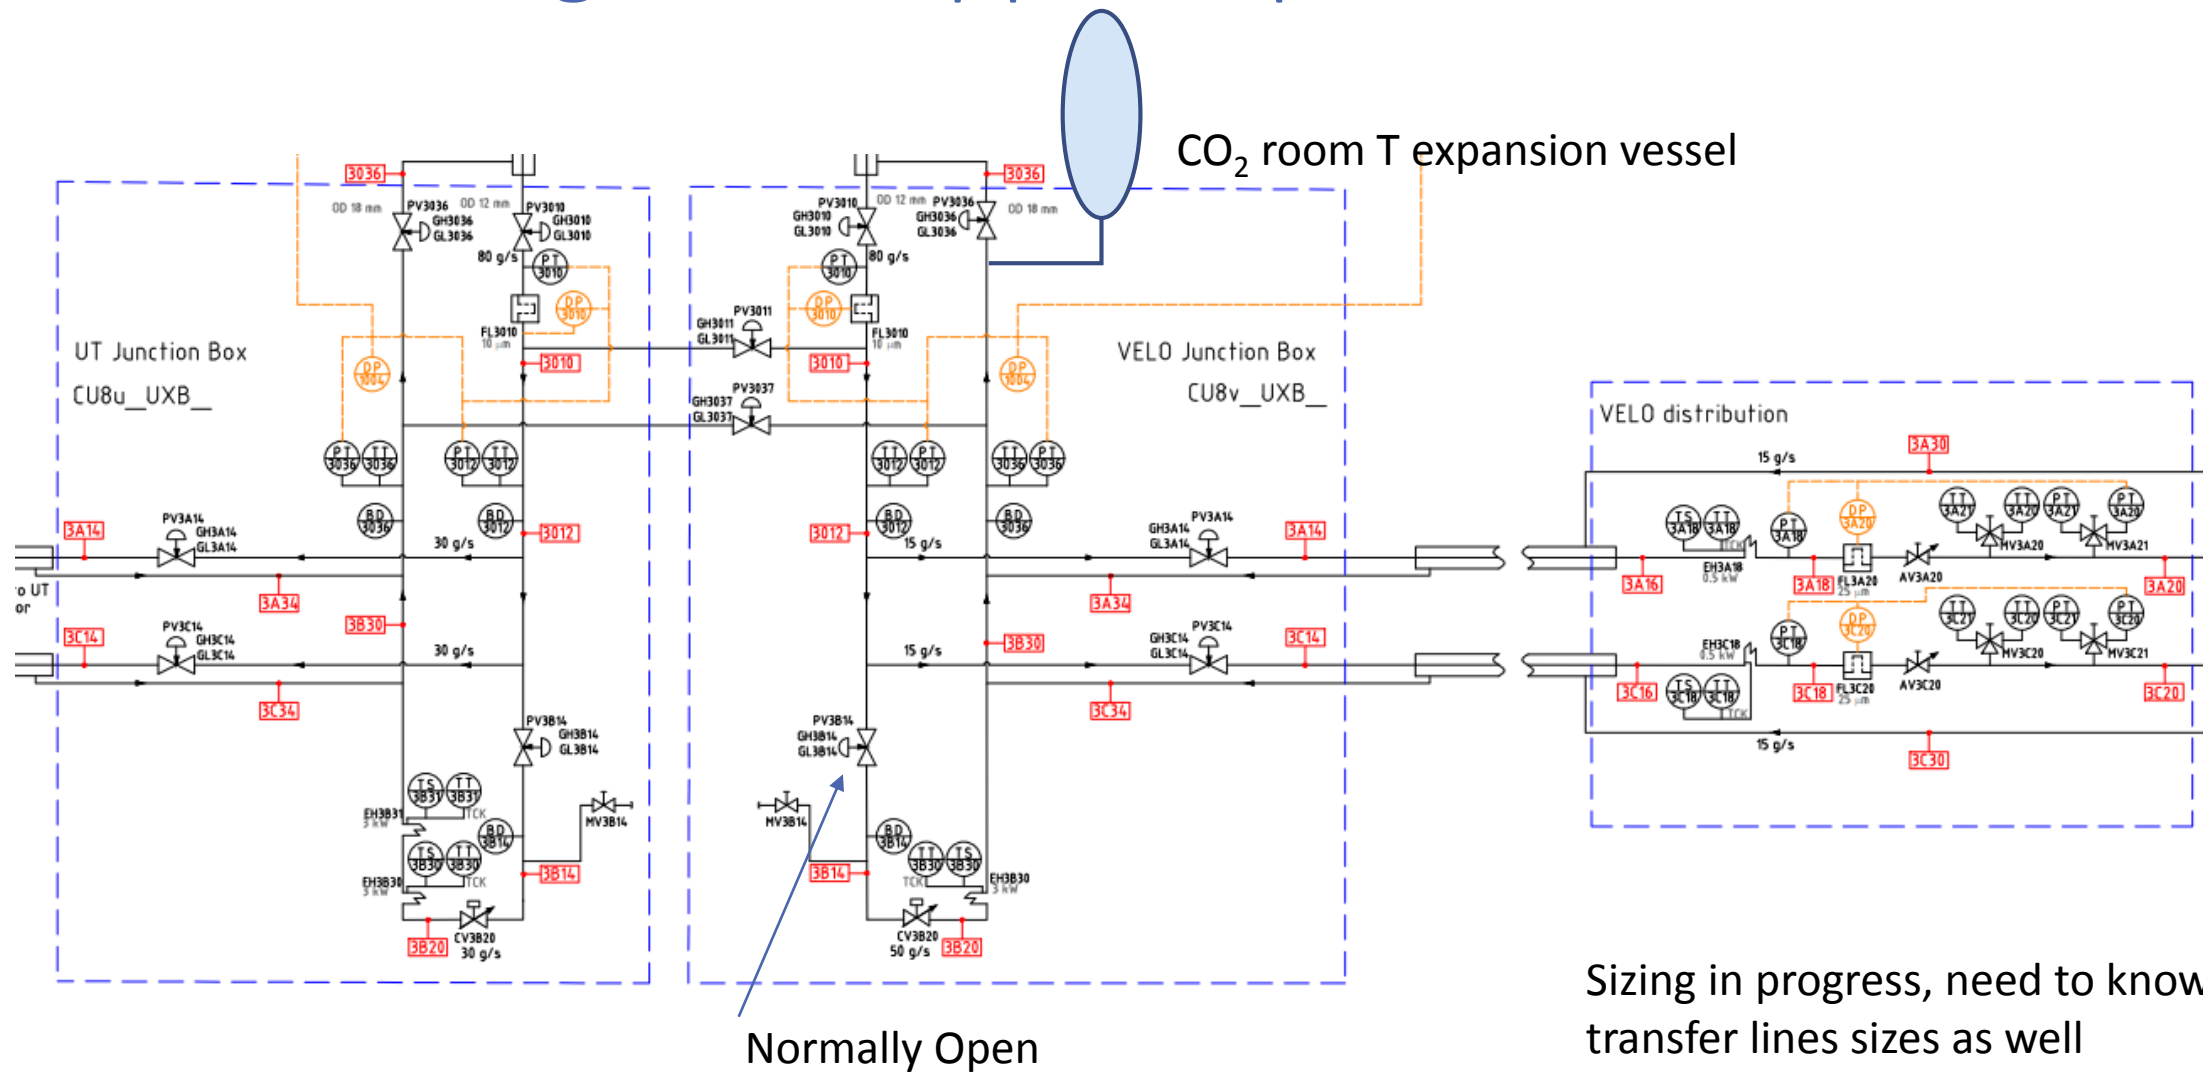 CO₂ room T expansion vessel
3036
3036
OD 18 mm
PV3036
GH3036
GL3036
OD 12 mm
PV3010
GH3010
GL3010
80 g/s
PT
3010
DP
3010
FL3010
10 µm
3010
PV3010
GH3010
GL3010
OD 12 mm
PV3036
GH3036
GL3036
OD 18 mm
80 g/s
PT
3010
DP
3010
FL3010
10 µm
3010
PV3011
GH3011
GL3011
PV3037
GH3037
GL3037
UT Junction Box
CU8u__UXB_
DP
1004
VELO Junction Box
CU8v__UXB_
DP
1004
PT
3036
TT
3036
PT
3012
TT
3012
TT
3012
PT
3012
TT
3036
PT
3036
BD
3036
BD
3012
3012
BD
3012
3012
BD
3036
3A14
PV3A14
GH3A14
GL3A14
30 g/s
3A34
o UT
or
3B30
3C14
PV3C14
GH3C14
GL3C14
30 g/s
3C34
15 g/s
PV3A14
GH3A14
GL3A14
3A14
3A34
3B30
15 g/s
PV3C14
GH3C14
GL3C14
3C14
3C34
PV3B14
GH3B14
GL3B14
PV3B14
GH3B14
GL3B14
TS
3B31
TT
3B31
TCK
EH3B31
3 kW
BD
3B14
MV3B14
TS
3B30
TT
3B30
TCK
EH3B30
3 kW
3B14
3B20
CV3B20
30 g/s
MV3B14
BD
3B14
3B14
TT
3B30
TS
3B30
TCK
EH3B30
3 kW
CV3B20
50 g/s
3B20
VELO distribution
15 g/s
3A30
TS
3A18
TT
3A18
TCK
EH3A18
0.5 kW
PT
3A18
DP
3A20
FL3A20
25 µm
AV3A20
TT
3A21
TT
3A20
PT
3A21
PT
3A20
MV3A20
MV3A21
3A16
3A18
3A20
EH3C18
0.5 kW
TS
3C18
TT
3C18
TCK
PT
3C18
DP
3C20
FL3C20
25 µm
AV3C20
TT
3C21
TT
3C20
PT
3C21
PT
3C20
MV3C20
MV3C21
3C16
3C18
3C20
15 g/s
3C30
Normally Open
Sizing in progress, need to know
transfer lines sizes as well